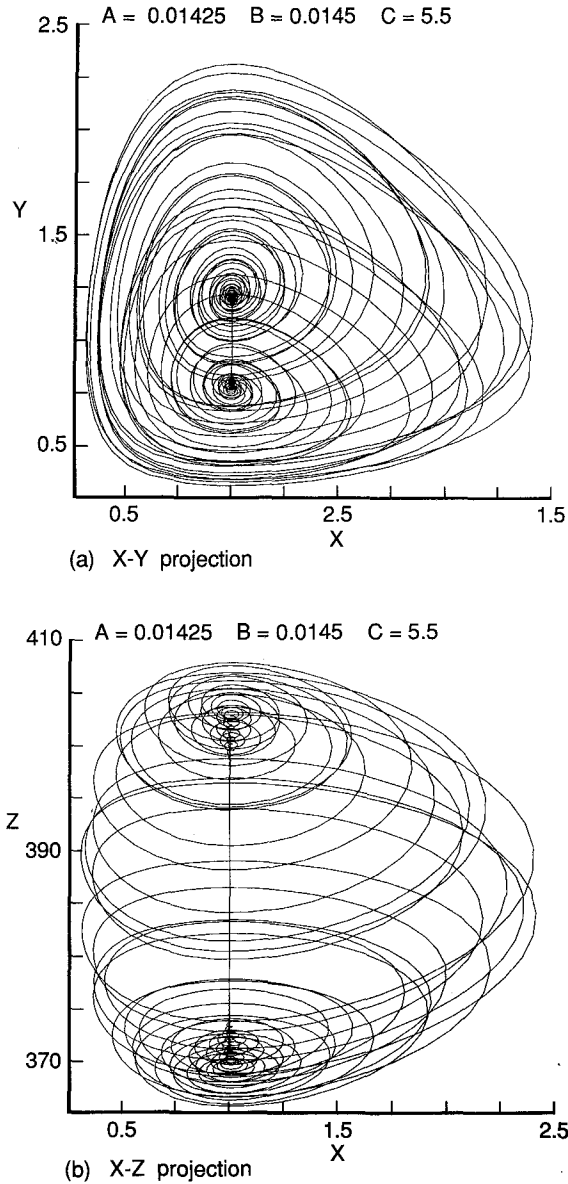 A = 0.01425 B = 0.0145 C = 5.5
2.5
Y
1.5
0.5
0.5 2.5 1.5
X
(a) X-Y projection
A = 0.01425 B = 0.0145 C = 5.5
410
Z
390
370
0.5 1.5 2.5
X
(b) X-Z projection